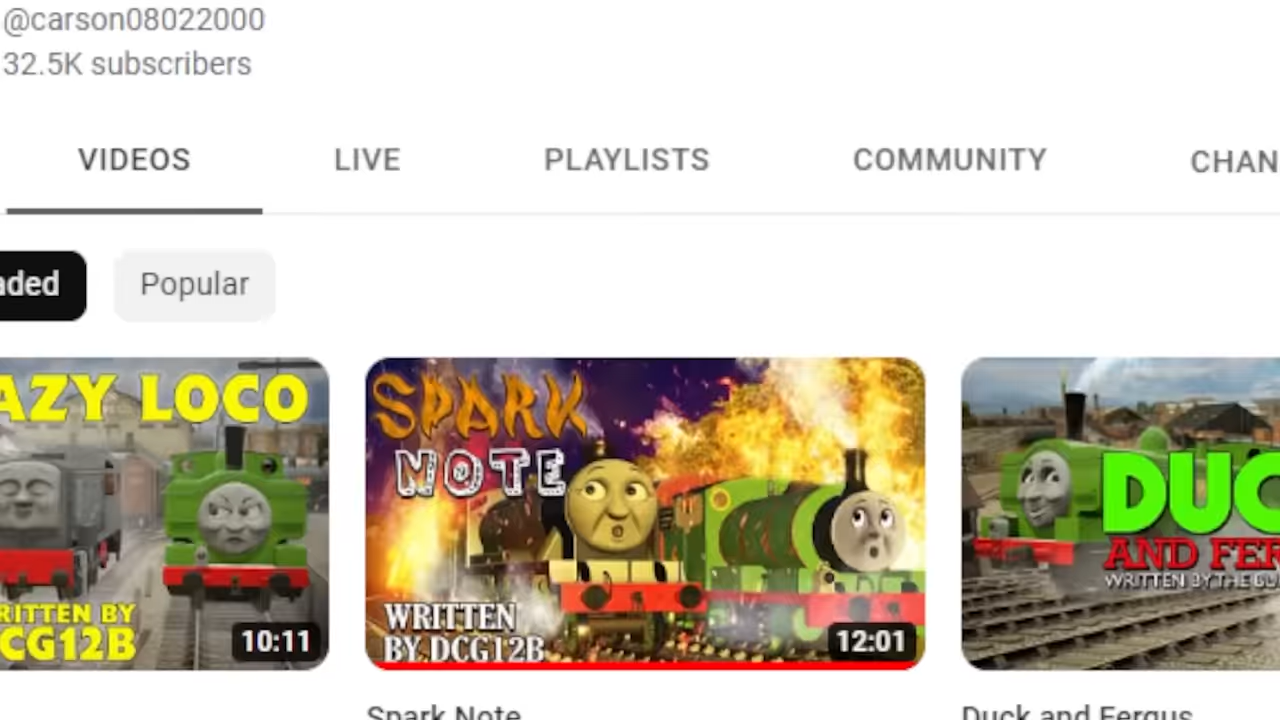 @carson08022000
32.5K subscribers
VIDEOS LIVE PLAYLISTS COMMUNITY CHAN
aded Popular
AZY LOCO
RITTEN BY
CG12B
10:11
SPARK
NOTE
WRITTEN
BY DCG12B
12:01
DUC
AND FER
WRITTEN BY THE
Spark Note
Duck and Fergus